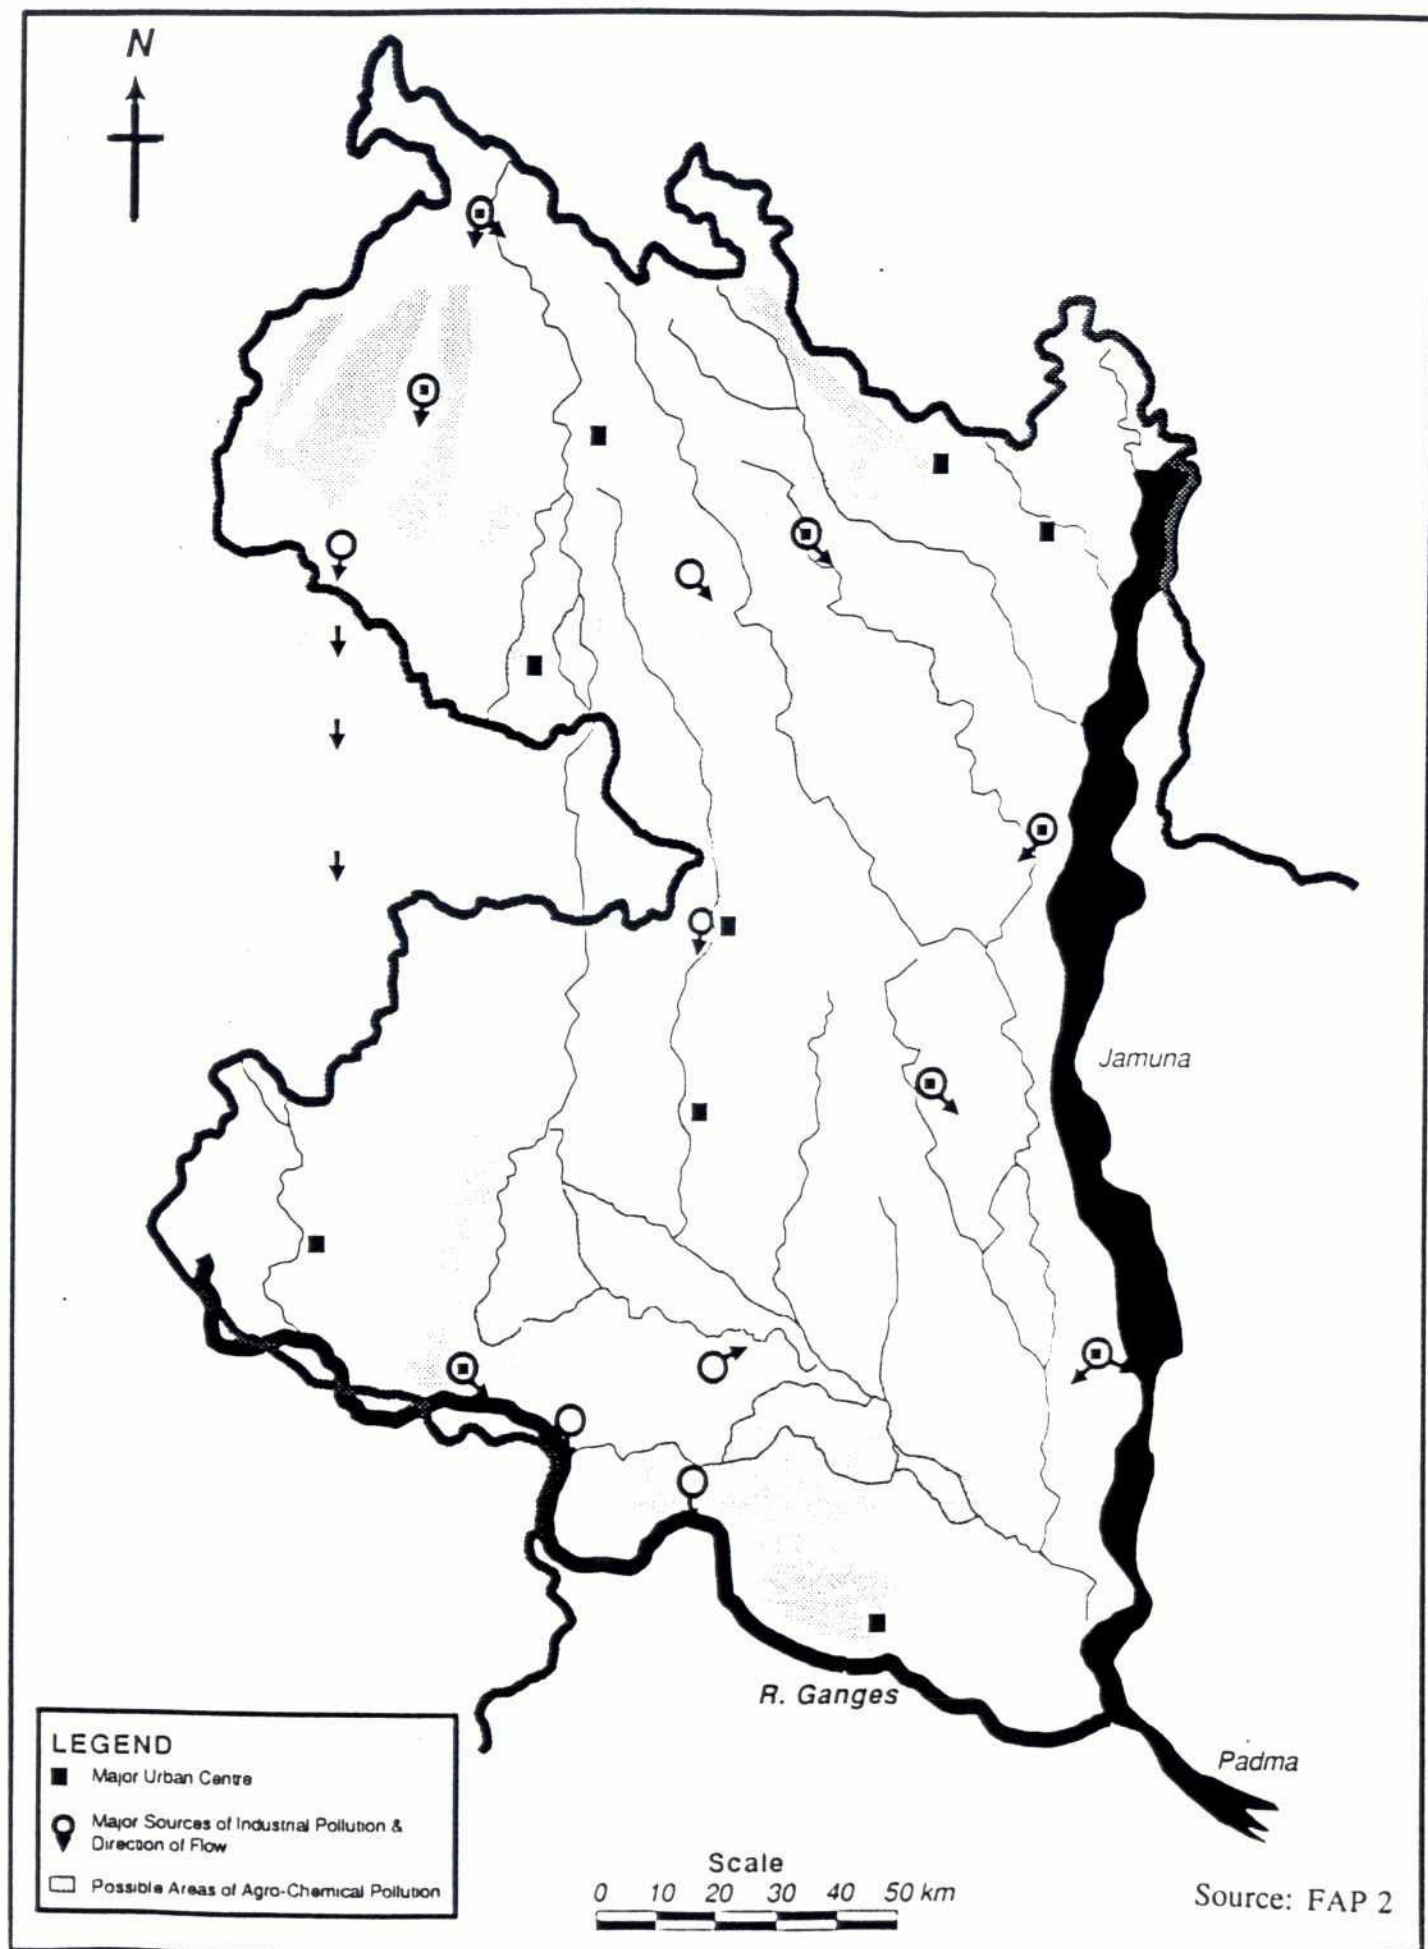 N
Jamuna
R. Ganges
Padma
LEGEND
Major Urban Centre
Major Sources of Industrial Pollution &
Direction of Flow
Possible Areas of Agro-Chemical Pollution
Scale
0 10 20 30 40 50 km
Source: FAP 2